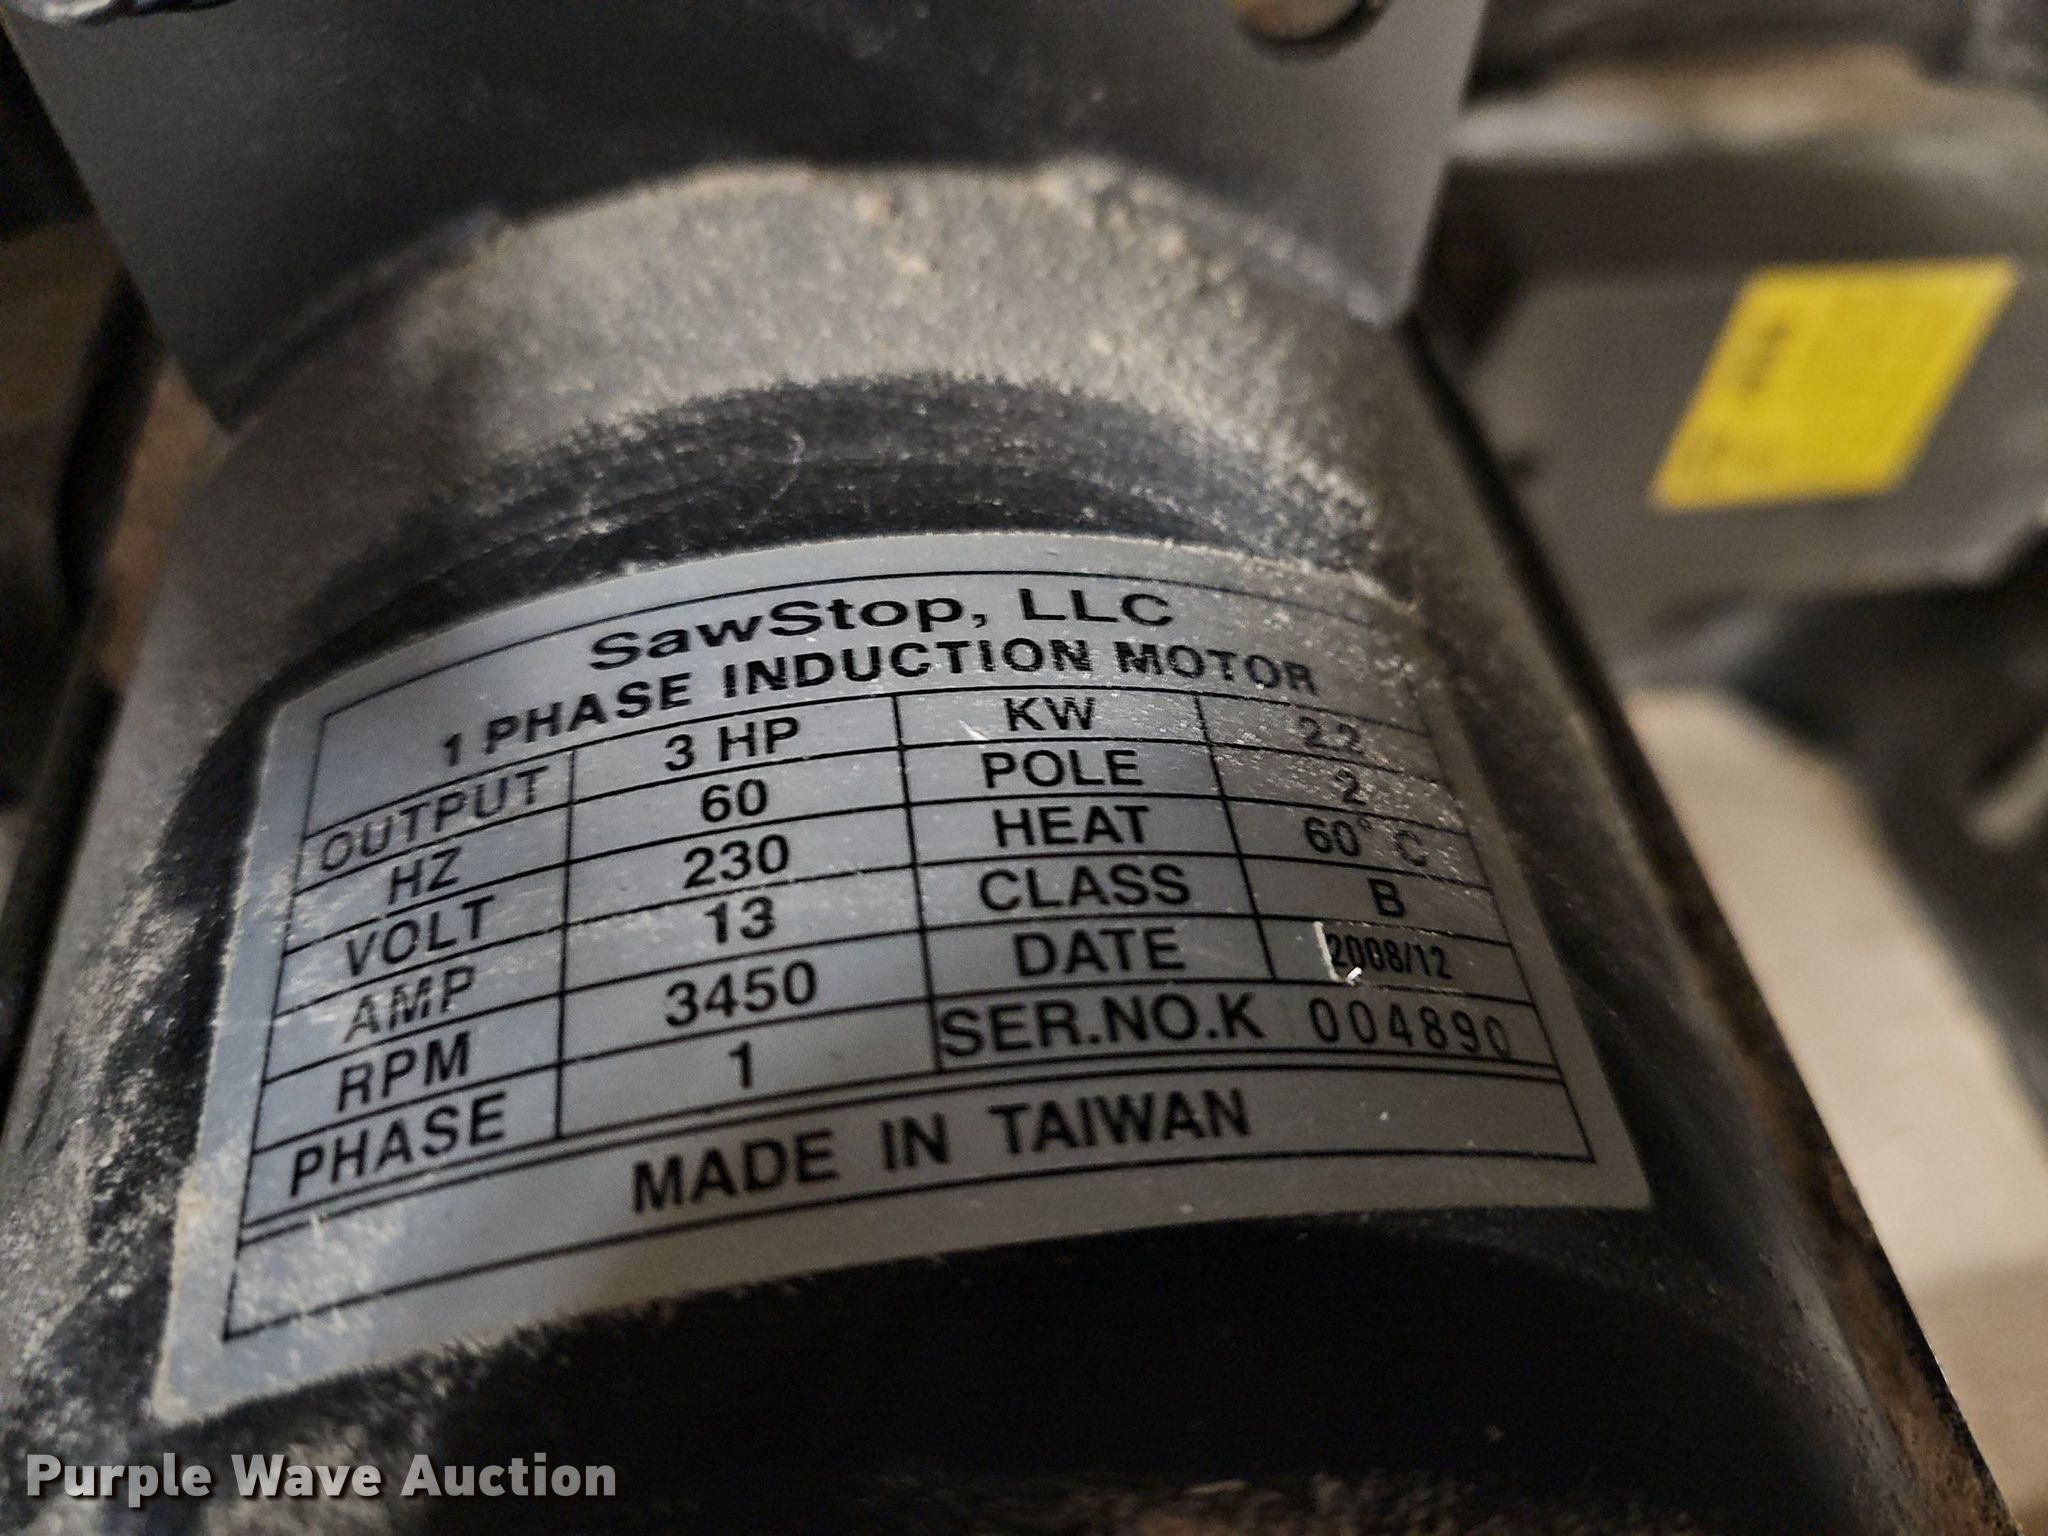 SawStop, LLC
1 PHASE INDUCTION MOTOR
OUTPUT 3 HP KW 2.2
HZ 60 POLE 2
VOLT 230 HEAT 60° C
AMP 13 CLASS B
RPM 3450 DATE 2008/12
PHASE 1 SER.NO.K 004890
MADE IN TAIWAN
Purple Wave Auction